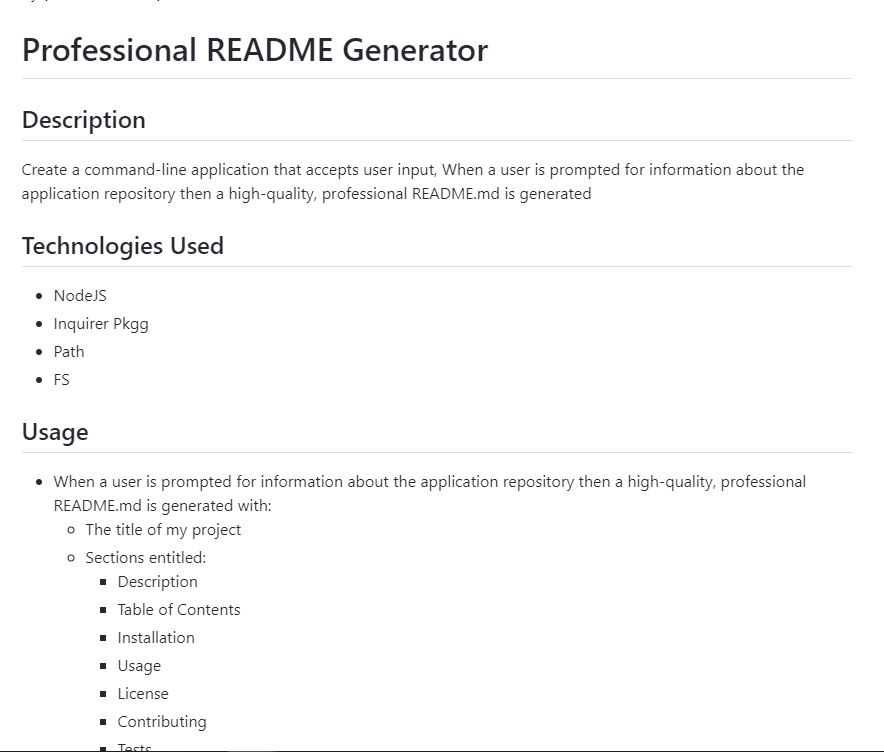 Professional README Generator
Description
Create a command-line application that accepts user input, When a user is prompted for information about the
application repository then a high-quality, professional README.md is generated
Technologies Used
NodeJS
Inquirer Pkgg
Path
FS
Usage
When a user is prompted for information about the application repository then a high-quality, professional
README.md is generated with:
The title of my project
Sections entitled:
Description
Table of Contents
Installation
Usage
License
Contributing
Tests